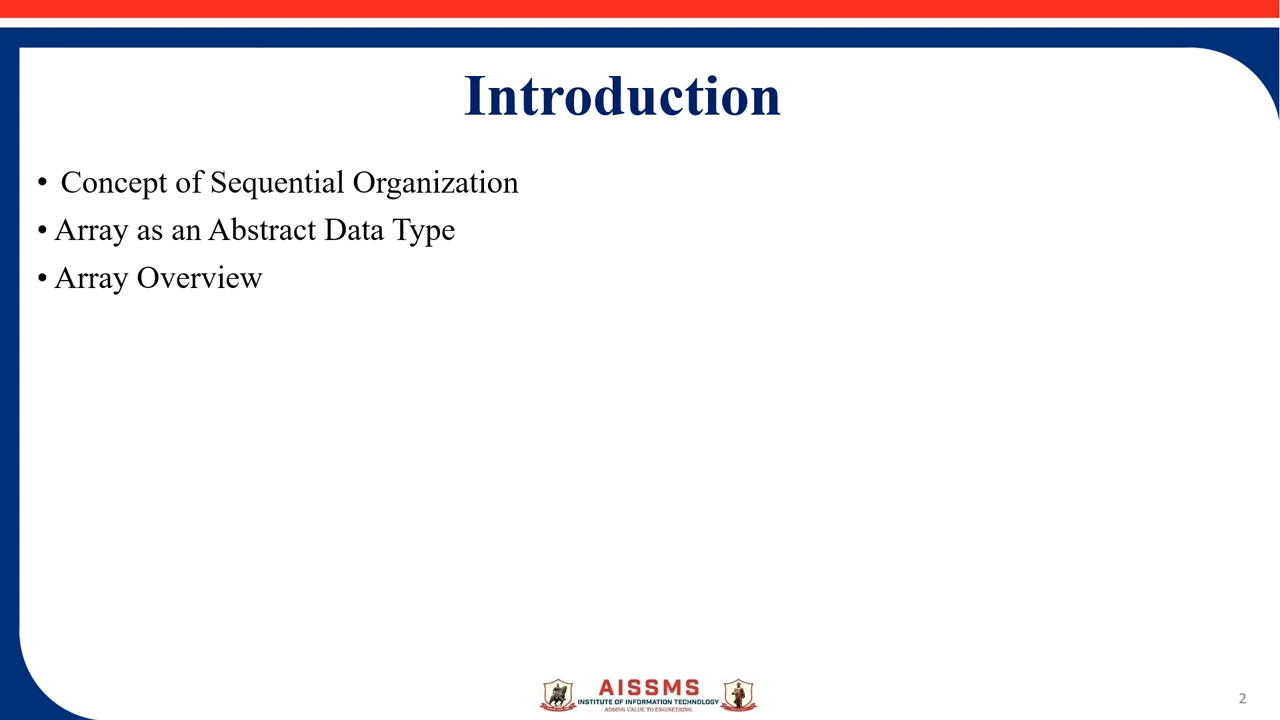 Introduction
• Concept of Sequential Organization
• Array as an Abstract Data Type
• Array Overview
AISSMS
INSTITUTE OF INFORMATION TECHNOLOGY
ADDING VALUE TO ENGINEERING
2